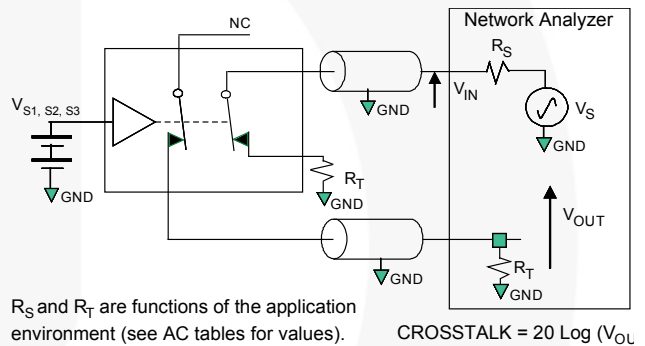 Network Analyzer
NC
R_S
V_IN
GND
V_S
GND
V_S1, S2, S3
GND
R_T
GND
V_OUT
GND
R_T
GND
R_S and R_T are functions of the application
environment (see AC tables for values).
CROSSTALK = 20 Log (V_OU